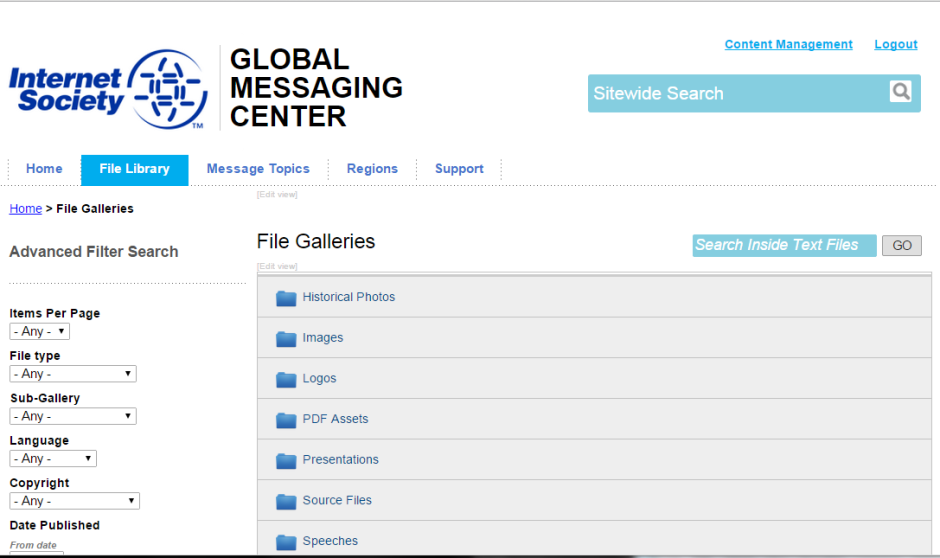 Content Management Logout
Internet Society TM
GLOBAL
MESSAGING
CENTER
Sitewide Search
Home File Library Message Topics Regions Support
[Edit view]
Home > File Galleries
Advanced Filter Search
File Galleries
Search Inside Text Files GO
[Edit view]
Items Per Page
- Any -
File type
- Any -
Sub-Gallery
- Any -
Language
- Any -
Copyright
- Any -
Date Published
From date
Historical Photos
Images
Logos
PDF Assets
Presentations
Source Files
Speeches